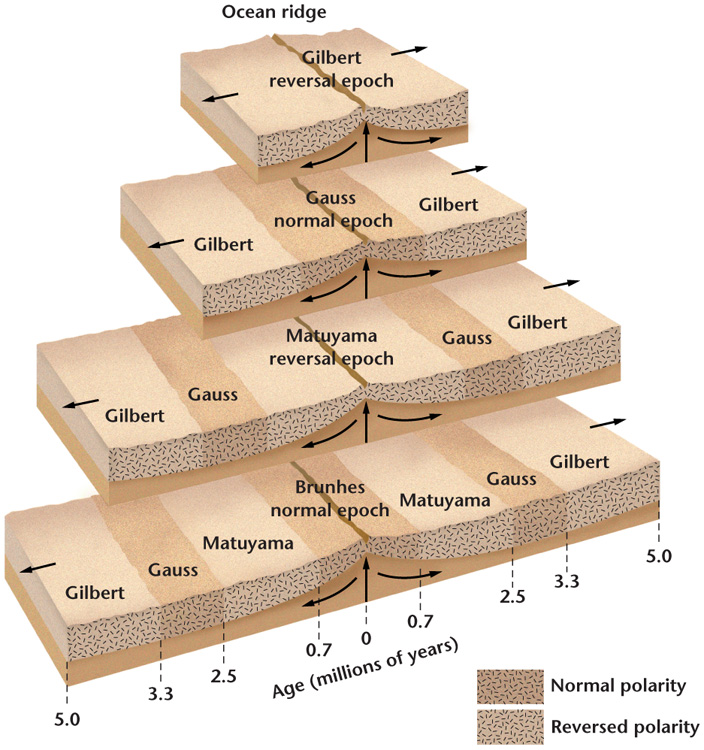 Ocean ridge
Gilbert
reversal epoch
Gauss
normal epoch
Gilbert
Gilbert
Matuyama
reversal epoch
Gauss
Gilbert
Gauss
Gilbert
Brunhes
normal epoch
Matuyama
Gauss
Gilbert
Matuyama
Gauss
Gilbert
5.0
3.3
2.5
0.7
0
0.7
2.5
3.3
5.0
Age (millions of years)
Normal polarity
Reversed polarity